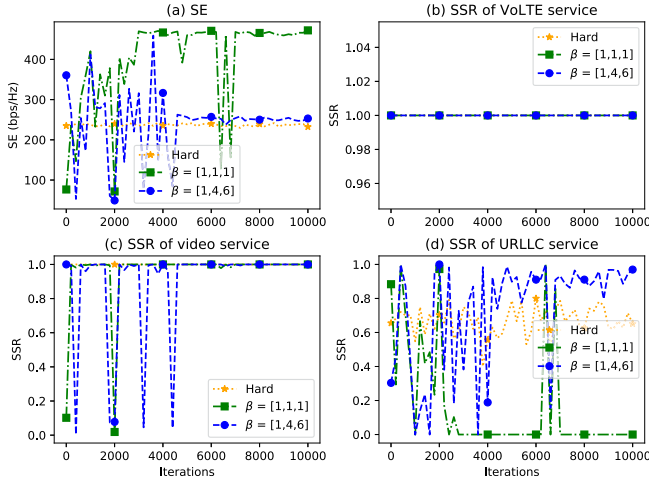 (a) SE
SE (bps/Hz)
400
300
200
100
0 2000 4000 6000 8000 10000
Hard
β = [1,1,1]
β = [1,4,6]
(b) SSR of VoLTE service
SSR
1.04
1.02
1.00
0.98
0.96
0 2000 4000 6000 8000 10000
Hard
β = [1,1,1]
β = [1,4,6]
(c) SSR of video service
SSR
1.0
0.8
0.6
0.4
0.2
0.0
0 2000 4000 6000 8000 10000
Iterations
Hard
β = [1,1,1]
β = [1,4,6]
(d) SSR of URLLC service
SSR
1.0
0.8
0.6
0.4
0.2
0.0
0 2000 4000 6000 8000 10000
Iterations
Hard
β = [1,1,1]
β = [1,4,6]